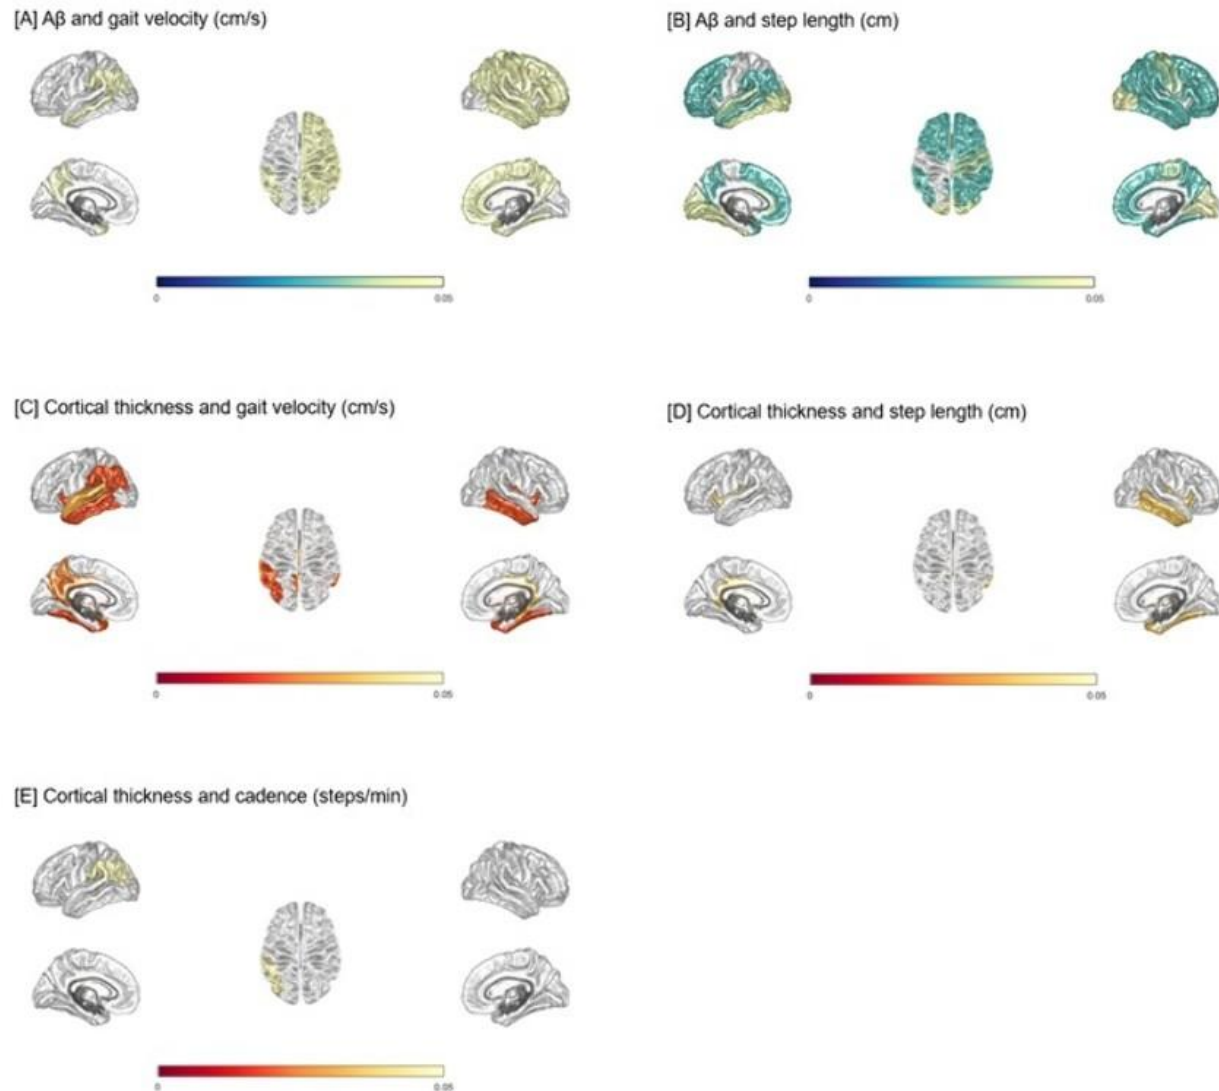 [A] Aβ and gait velocity (cm/s)
[B] Aβ and step length (cm)
0 0.05
0 0.05
[C] Cortical thickness and gait velocity (cm/s)
[D] Cortical thickness and step length (cm)
0 0.05
0 0.05
[E] Cortical thickness and cadence (steps/min)
0 0.05